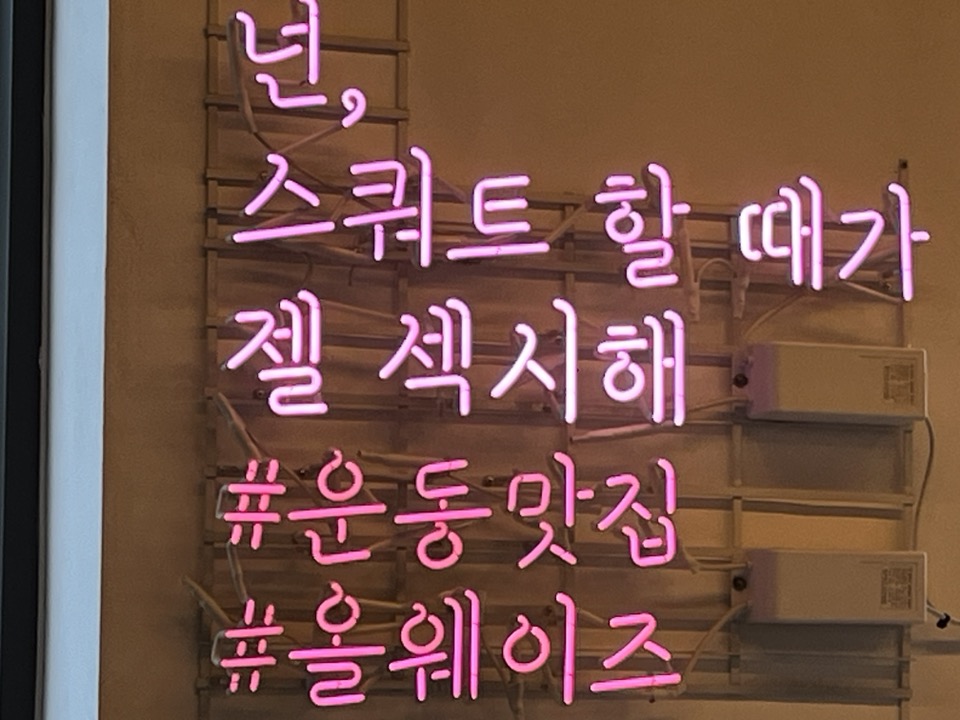 넌,
스쿼트 할 때가
젤 섹시해
#운동맛집
#올웨이즈